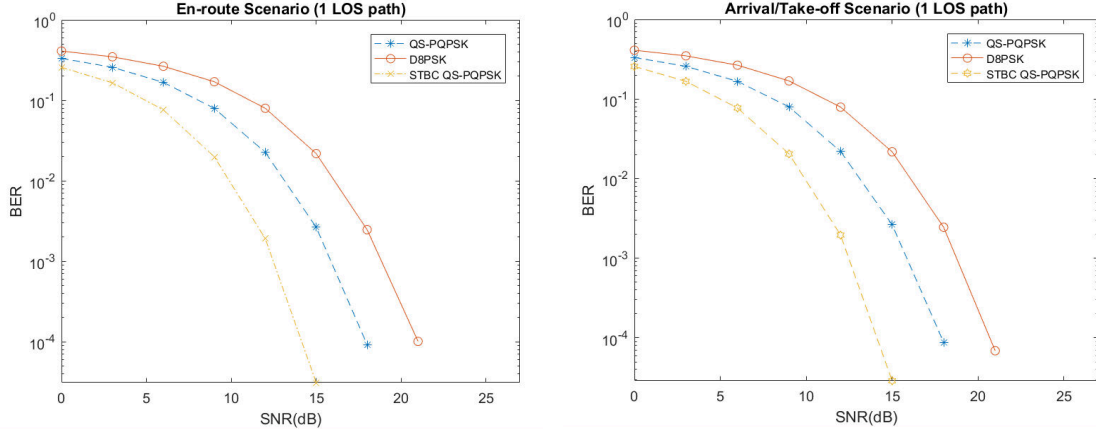 En-route Scenario (1 LOS path)
10^0
10^-1
10^-2
10^-3
10^-4
BER
0 5 10 15 20 25
SNR(dB)
QS-PQPSK
D8PSK
STBC QS-PQPSK
Arrival/Take-off Scenario (1 LOS path)
10^0
10^-1
10^-2
10^-3
10^-4
BER
0 5 10 15 20 25
SNR(dB)
QS-PQPSK
D8PSK
STBC QS-PQPSK